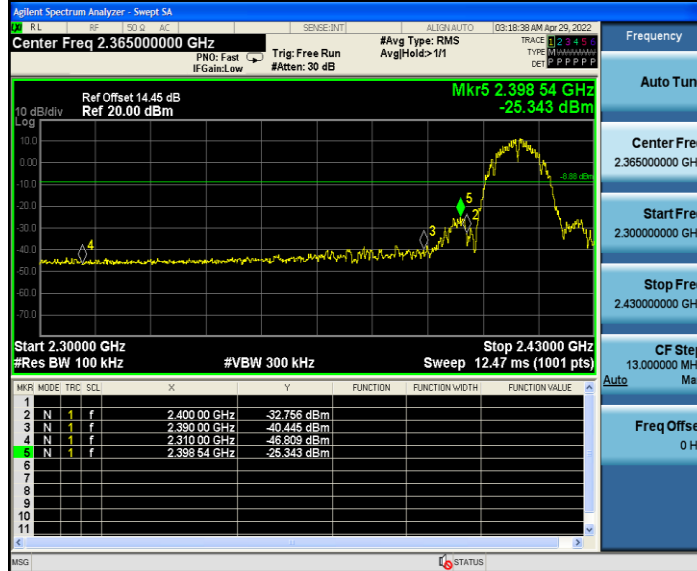 Agilent Spectrum Analyzer - Swept SA
RL RF 50 Ω AC SENSE:INT ALIGN AUTO 03:18:38 AM Apr 29, 2022
Center Freq 2.365000000 GHz
PNO: Fast
IFGain:Low
Trig: Free Run
#Atten: 30 dB
#Avg Type: RMS
Avg|Hold:>1/1
TRACE 1 2 3 4 5 6
TYPE M
DET P P P P P P
Frequency
Mkr5 2.398 54 GHz
-25.343 dBm
Ref Offset 14.45 dB
10 dB/div Ref 20.00 dBm
Log
10.0
0.00
-10.0
-20.0
-30.0
-40.0
-50.0
-60.0
-70.0
-8.88 dBm
4
3
5
2
Start 2.30000 GHz Stop 2.43000 GHz
#Res BW 100 kHz #VBW 300 kHz Sweep 12.47 ms (1001 pts)
MKR MODE TRC SCL X Y FUNCTION FUNCTION WIDTH FUNCTION VALUE
1
2 N 1 f 2.400 00 GHz -32.756 dBm
3 N 1 f 2.390 00 GHz -40.445 dBm
4 N 1 f 2.310 00 GHz -46.809 dBm
5 N 1 f 2.398 54 GHz -25.343 dBm
6
7
8
9
10
11
Auto Tun
Center Fre
2.365000000 GH
Start Fre
2.300000000 GH
Stop Fre
2.430000000 GH
CF Ste
13.000000 MH
Auto Ma
Freq Offse
0 H
MSG STATUS